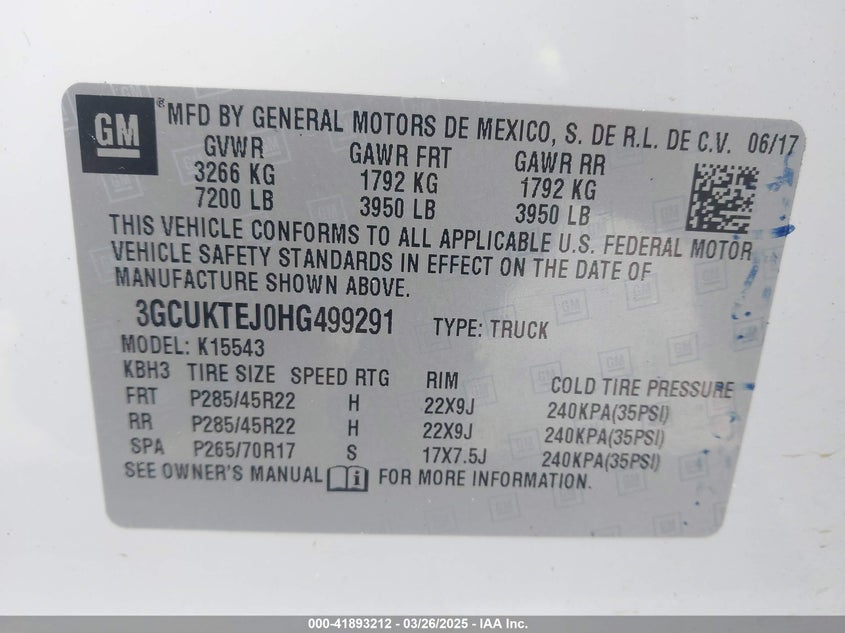 GM ® MFD BY GENERAL MOTORS DE MEXICO, S. DE R.L. DE C.V. 06/17
GVWR GAWR FRT GAWR RR
3266 KG 1792 KG 1792 KG
7200 LB 3950 LB 3950 LB
THIS VEHICLE CONFORMS TO ALL APPLICABLE U.S. FEDERAL MOTOR
VEHICLE SAFETY STANDARDS IN EFFECT ON THE DATE OF
MANUFACTURE SHOWN ABOVE.
3GCUKTEJ0HG499291 TYPE: TRUCK
MODEL: K15543
KBH3 TIRE SIZE SPEED RTG RIM COLD TIRE PRESSURE
FRT P285/45R22 H 22X9J 240KPA(35PSI)
RR P285/45R22 H 22X9J 240KPA(35PSI)
SPA P265/70R17 S 17X7.5J 240KPA(35PSI)
SEE OWNER'S MANUAL i FOR MORE INFORMATION.
000-41893212 - 03/26/2025 - IAA Inc.